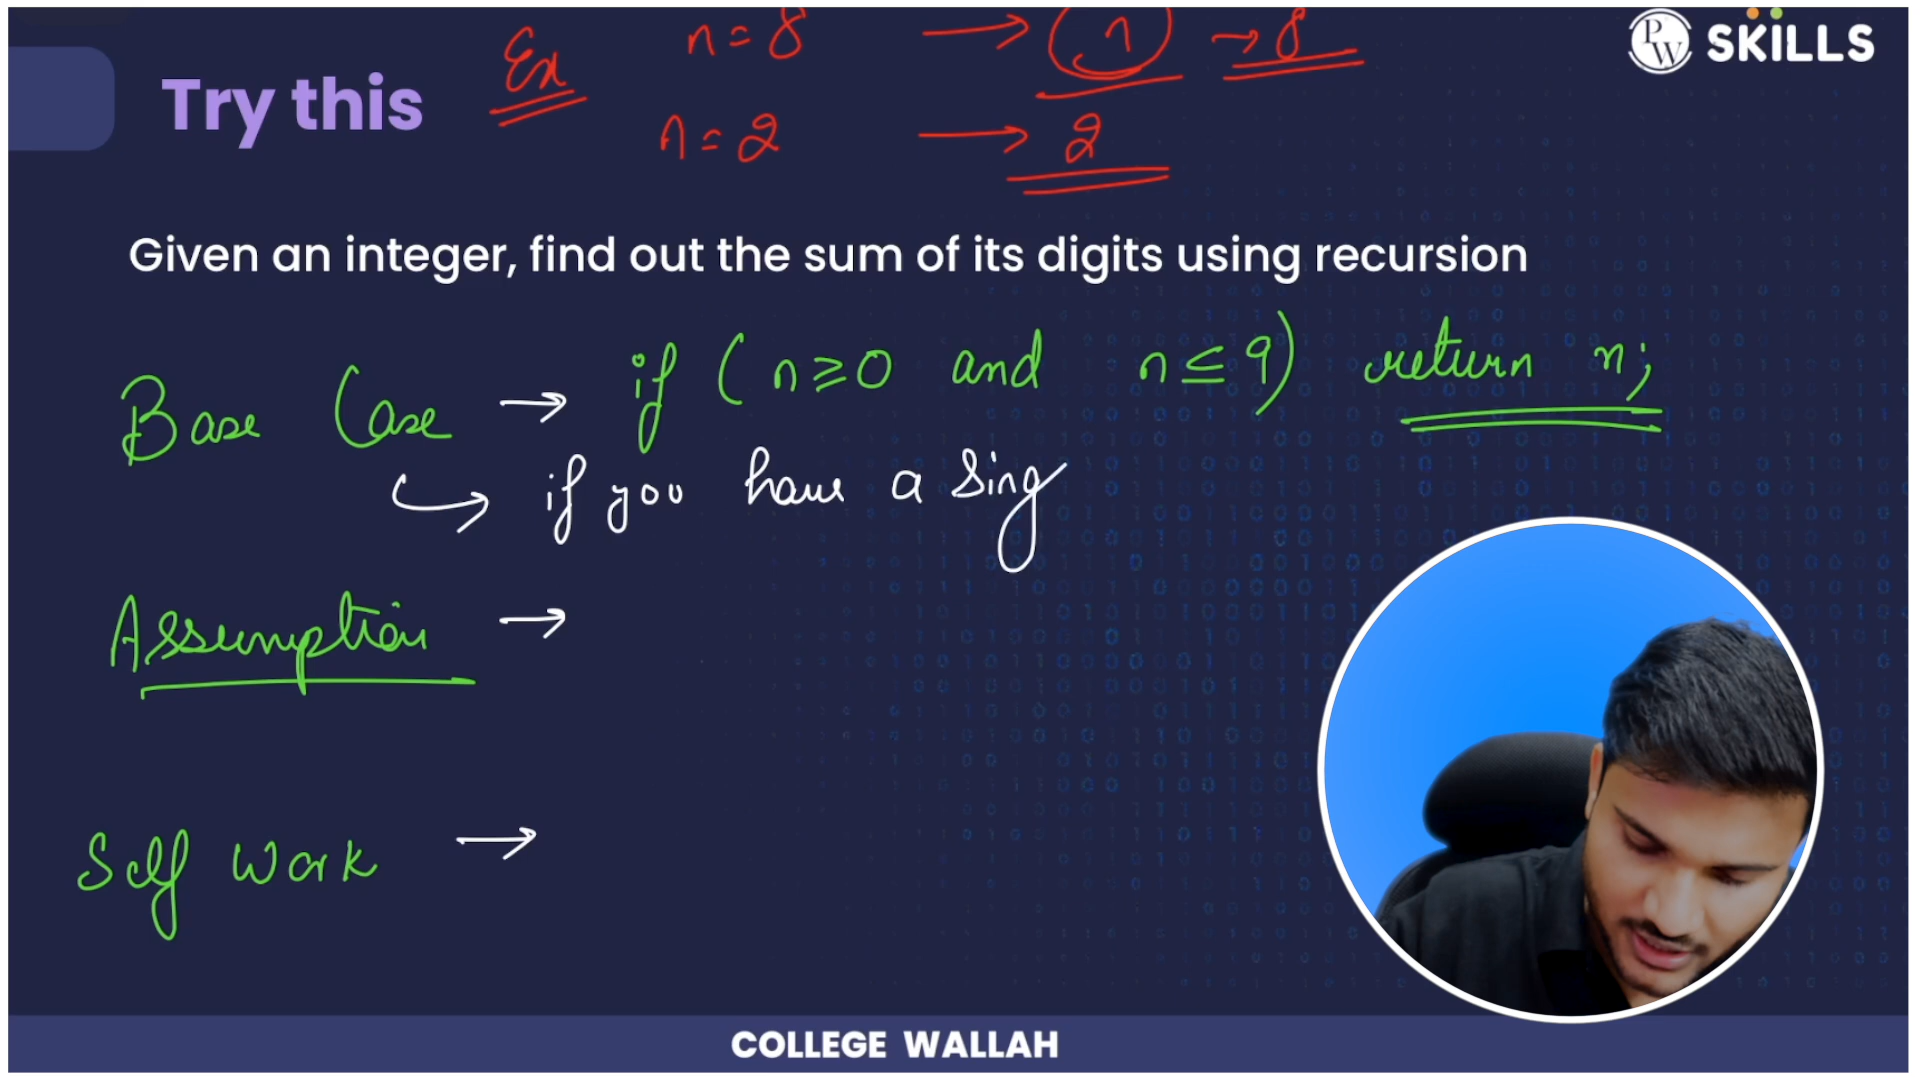 Ex n = 8 → n → 8
PW SKILLS
Try this
n = 2 → 2
Given an integer, find out the sum of its digits using recursion
Base Case → if (n ≥ 0 and n ≤ 9) return n;
↪ if you have a Sing
Assumption →
Self Work →
COLLEGE WALLAH